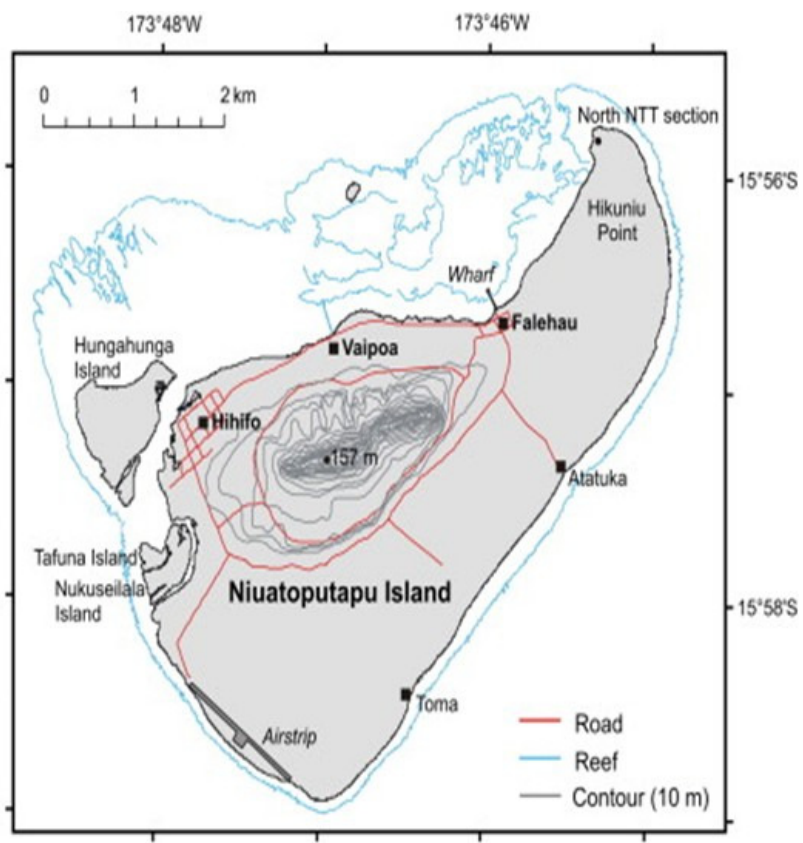 173°48'W
173°46'W
0 1 2 km
North NTT section
15°56'S
Hikuniu
Point
Wharf
Falehau
Hungahunga
Island
Vaipoa
Hihifo
157 m
Atatuka
Tafuna Island
Nukuseilala
Island
Niuatoputapu Island
15°58'S
Toma
Airstrip
Road
Reef
Contour (10 m)